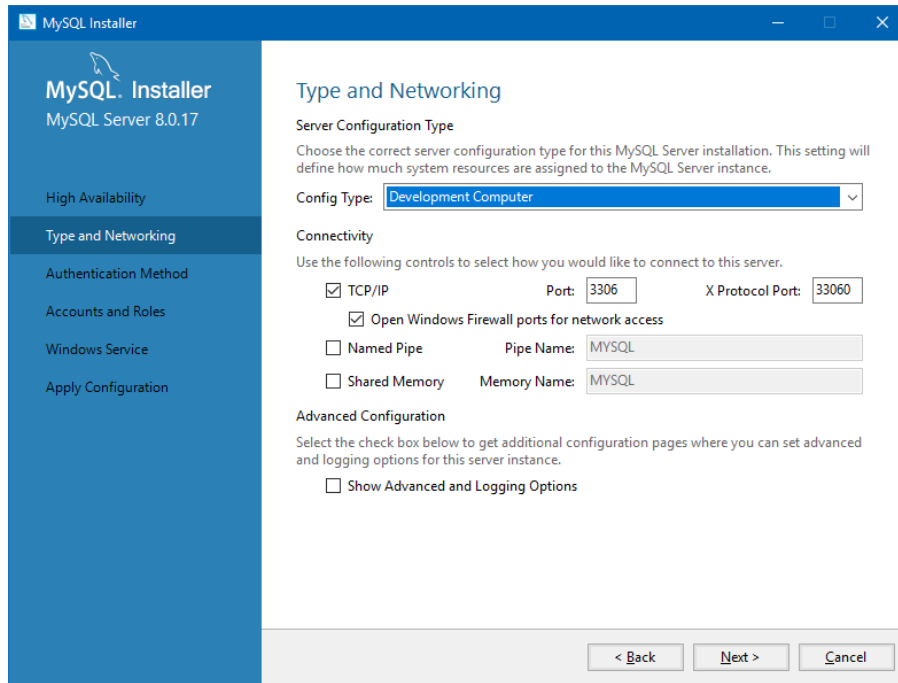 MySQL Installer
MySQL. Installer
MySQL Server 8.0.17
High Availability
Type and Networking
Authentication Method
Accounts and Roles
Windows Service
Apply Configuration
Type and Networking
Server Configuration Type
Choose the correct server configuration type for this MySQL Server installation. This setting will
define how much system resources are assigned to the MySQL Server instance.
Config Type: Development Computer
Connectivity
Use the following controls to select how you would like to connect to this server.
TCP/IP Port: 3306 X Protocol Port: 33060
Open Windows Firewall ports for network access
Named Pipe Pipe Name: MYSQL
Shared Memory Memory Name: MYSQL
Advanced Configuration
Select the check box below to get additional configuration pages where you can set advanced
and logging options for this server instance.
Show Advanced and Logging Options
< Back Next > Cancel